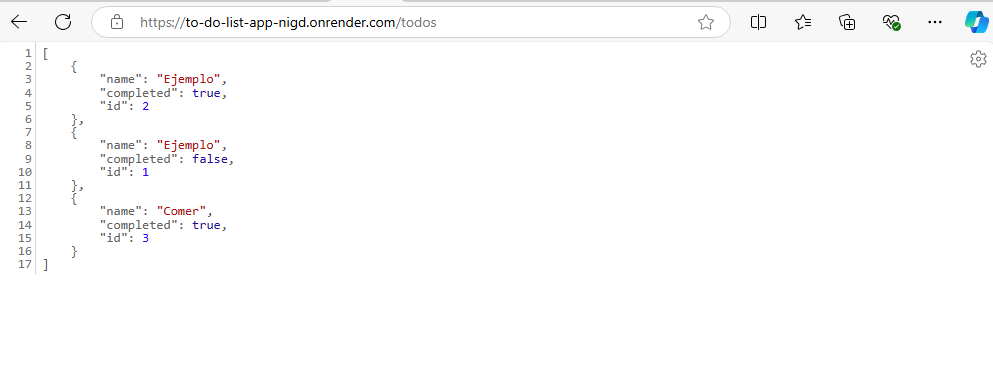 https://to-do-list-app-nigd.onrender.com/todos
1 [
2     {
3         "name": "Ejemplo",
4         "completed": true,
5         "id": 2
6     },
7     {
8         "name": "Ejemplo",
9         "completed": false,
10         "id": 1
11     },
12     {
13         "name": "Comer",
14         "completed": true,
15         "id": 3
16     }
17 ]